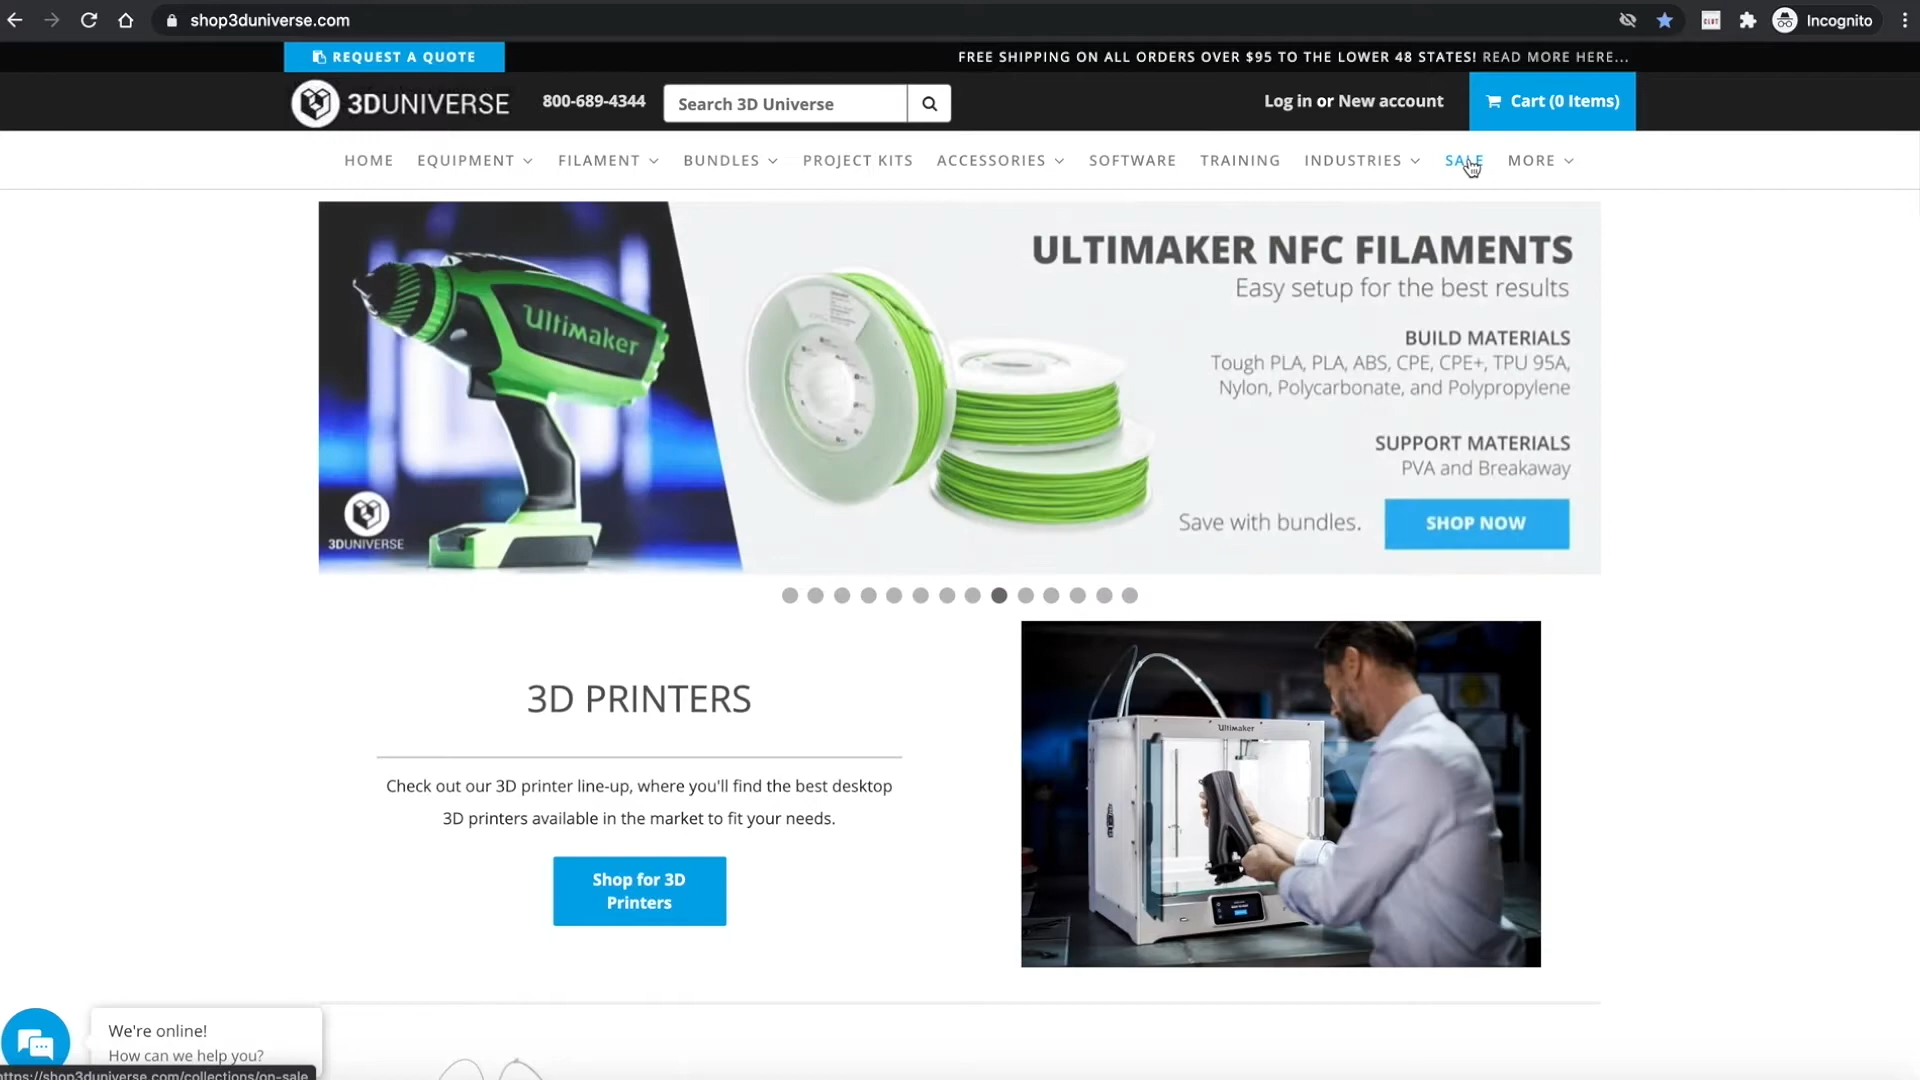 shop3duniverse.com
Incognito
REQUEST A QUOTE
FREE SHIPPING ON ALL ORDERS OVER $95 TO THE LOWER 48 STATES! READ MORE HERE...
3DUNIVERSE
800-689-4344
Search 3D Universe
Log in or New account
Cart (0 Items)
HOME EQUIPMENT FILAMENT BUNDLES PROJECT KITS ACCESSORIES SOFTWARE TRAINING INDUSTRIES SALE MORE
Ultimaker
3DUNIVERSE
ULTIMAKER NFC FILAMENTS
Easy setup for the best results
BUILD MATERIALS
Tough PLA, PLA, ABS, CPE, CPE+, TPU 95A,
Nylon, Polycarbonate, and Polypropylene
SUPPORT MATERIALS
PVA and Breakaway
Save with bundles.
SHOP NOW
3D PRINTERS
Check out our 3D printer line-up, where you'll find the best desktop
3D printers available in the market to fit your needs.
Shop for 3D
Printers
Ultimaker
We're online!
How can we help you?
https://shop3duniverse.com/collections/on-sale